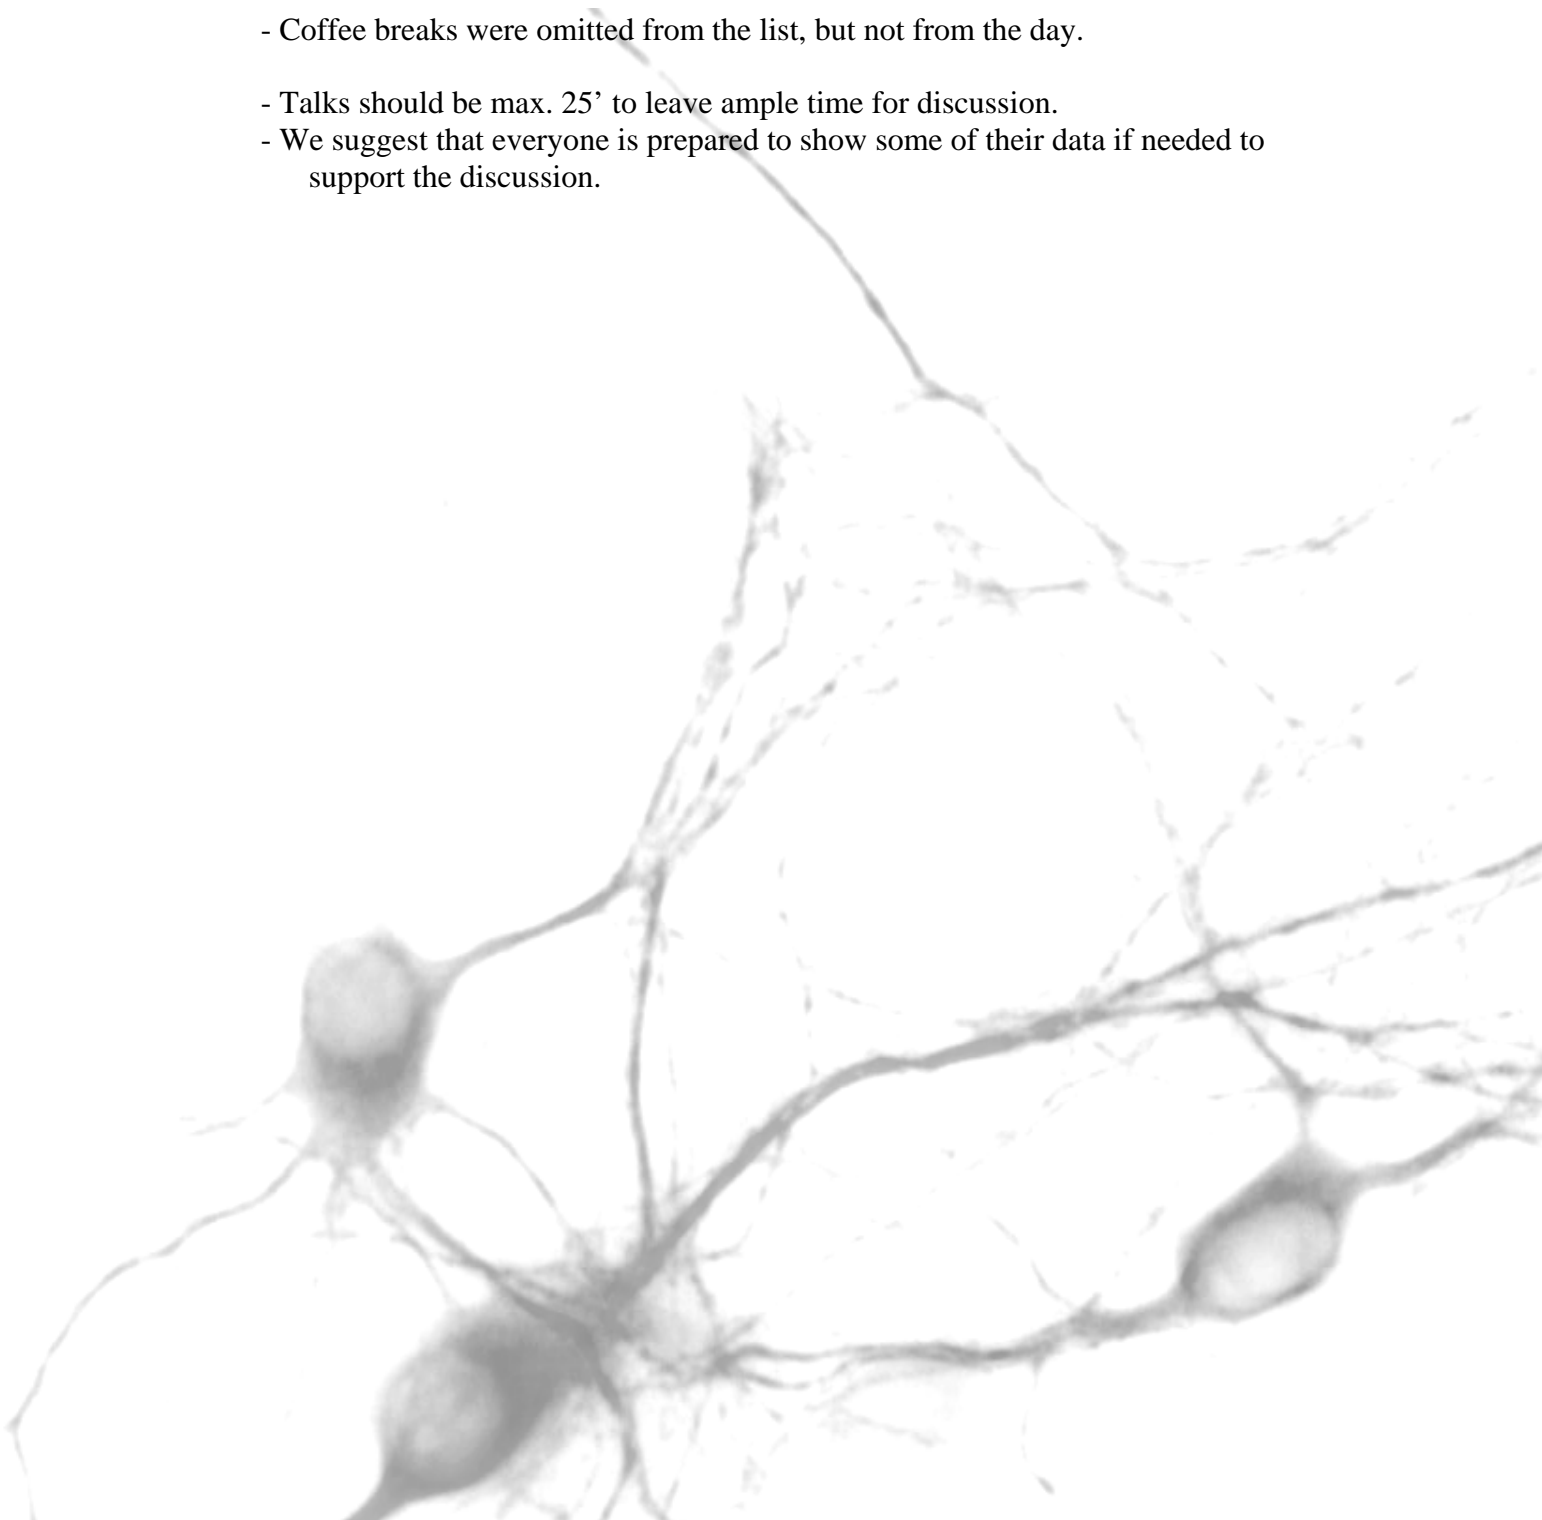 - Coffee breaks were omitted from the list, but not from the day.
- Talks should be max. 25’ to leave ample time for discussion.
- We suggest that everyone is prepared to show some of their data if needed to
support the discussion.